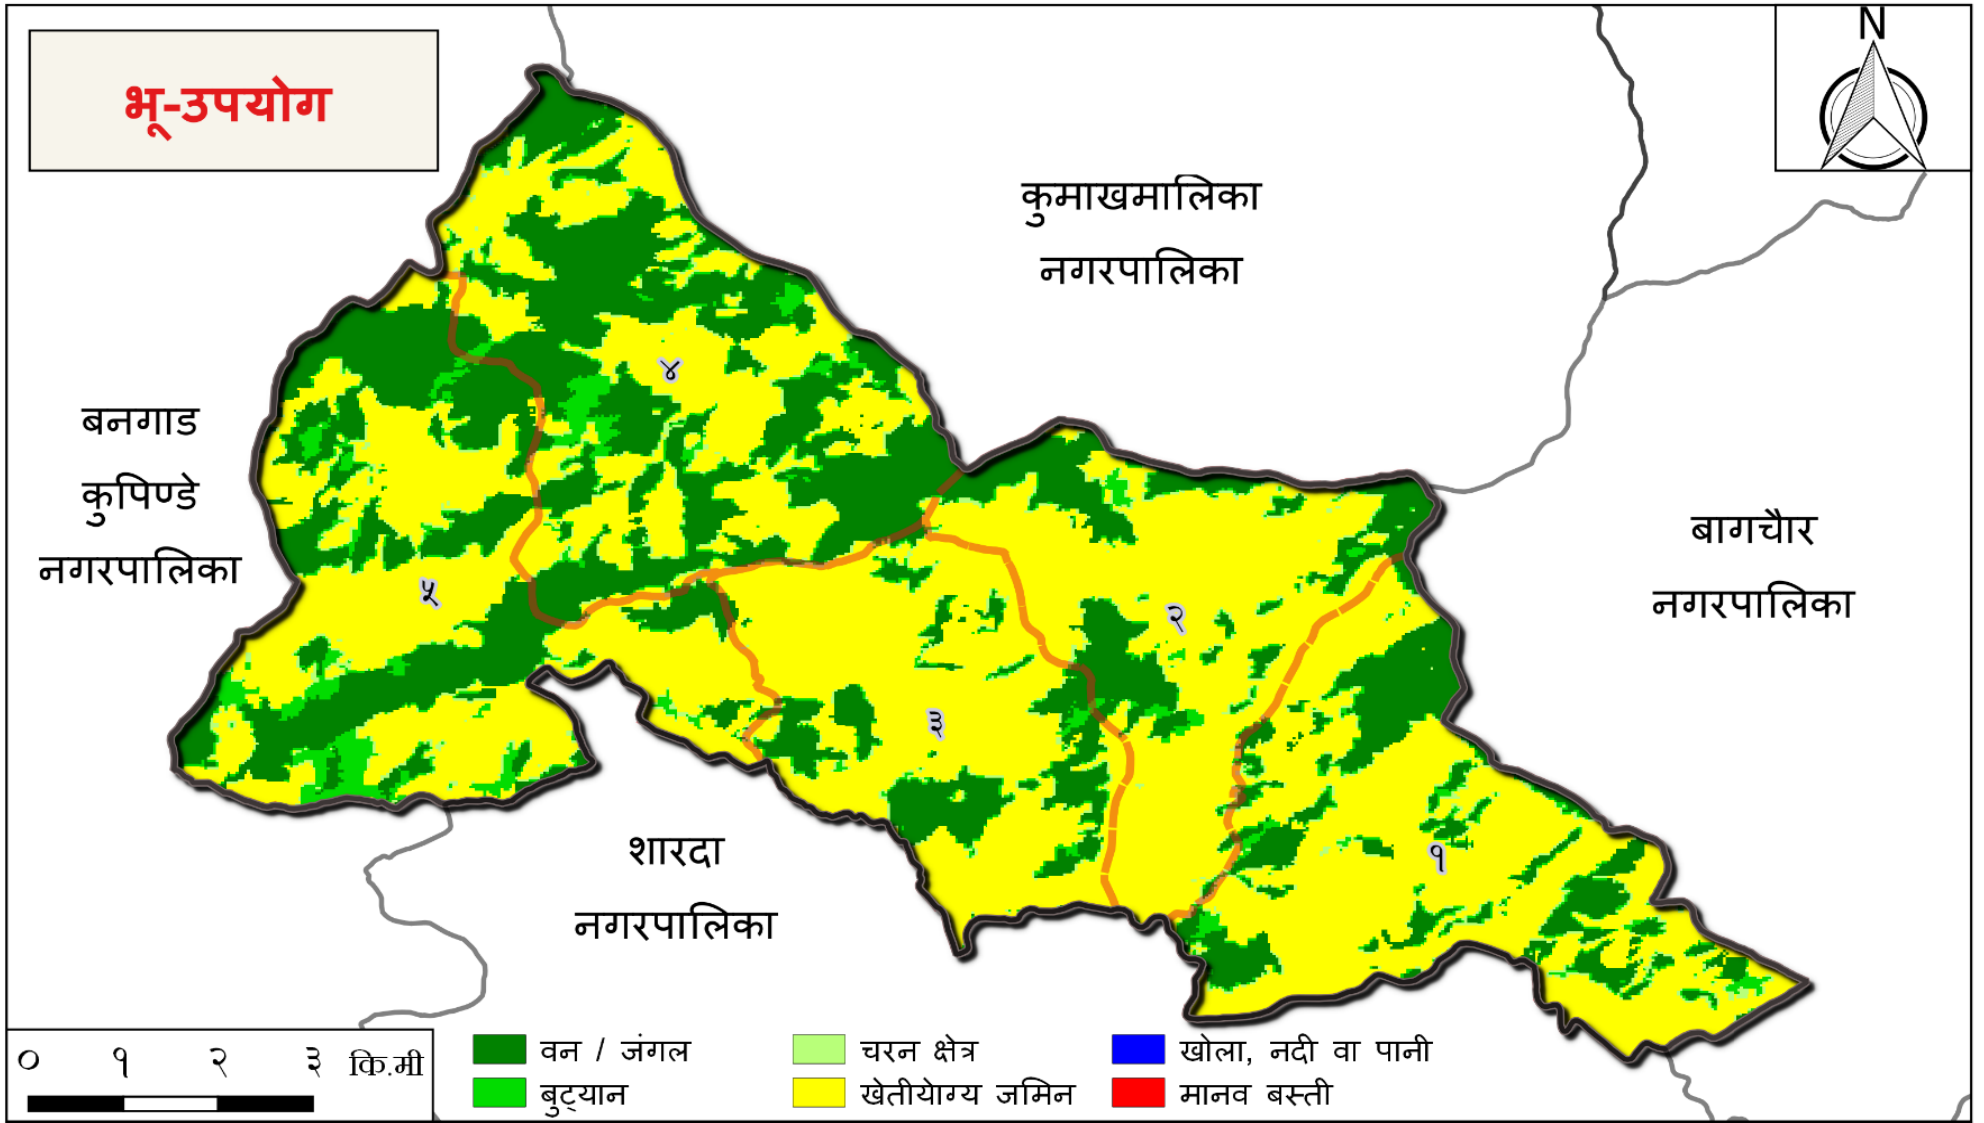 भू-उपयोग
N
कुमाखमालिका
नगरपालिका
४
बनगाड
कुपिण्डे
नगरपालिका
बागचौर
नगरपालिका
५
२
३
१
शारदा
नगरपालिका
० १ २ ३ कि.मी
वन / जंगल
बुट्यान
चरन क्षेत्र
खेतीयोग्य जमिन
खोला, नदी वा पानी
मानव बस्ती